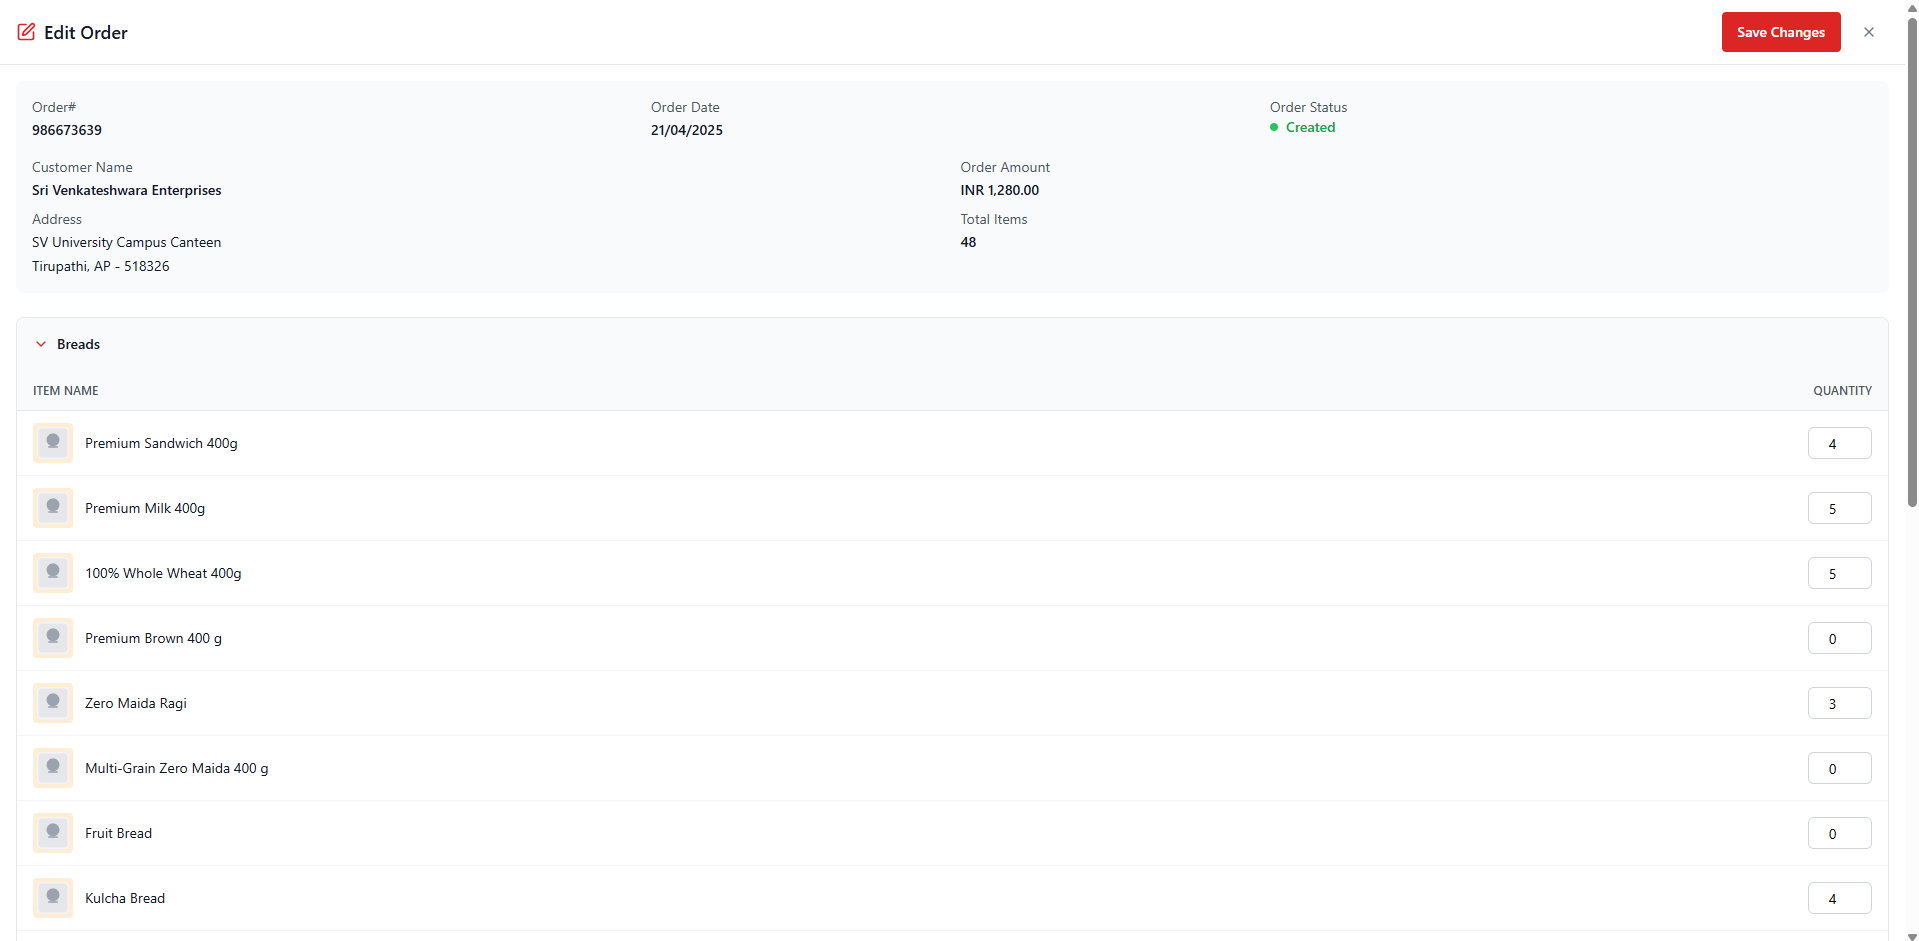 Edit Order
Save Changes
Order#
986673639
Order Date
21/04/2025
Order Status
Created
Customer Name
Sri Venkateshwara Enterprises
Order Amount
INR 1,280.00
Address
SV University Campus Canteen
Tirupathi, AP - 518326
Total Items
48
Breads
ITEM NAME QUANTITY
Premium Sandwich 400g 4
Premium Milk 400g 5
100% Whole Wheat 400g 5
Premium Brown 400 g 0
Zero Maida Ragi 3
Multi-Grain Zero Maida 400 g 0
Fruit Bread 0
Kulcha Bread 4